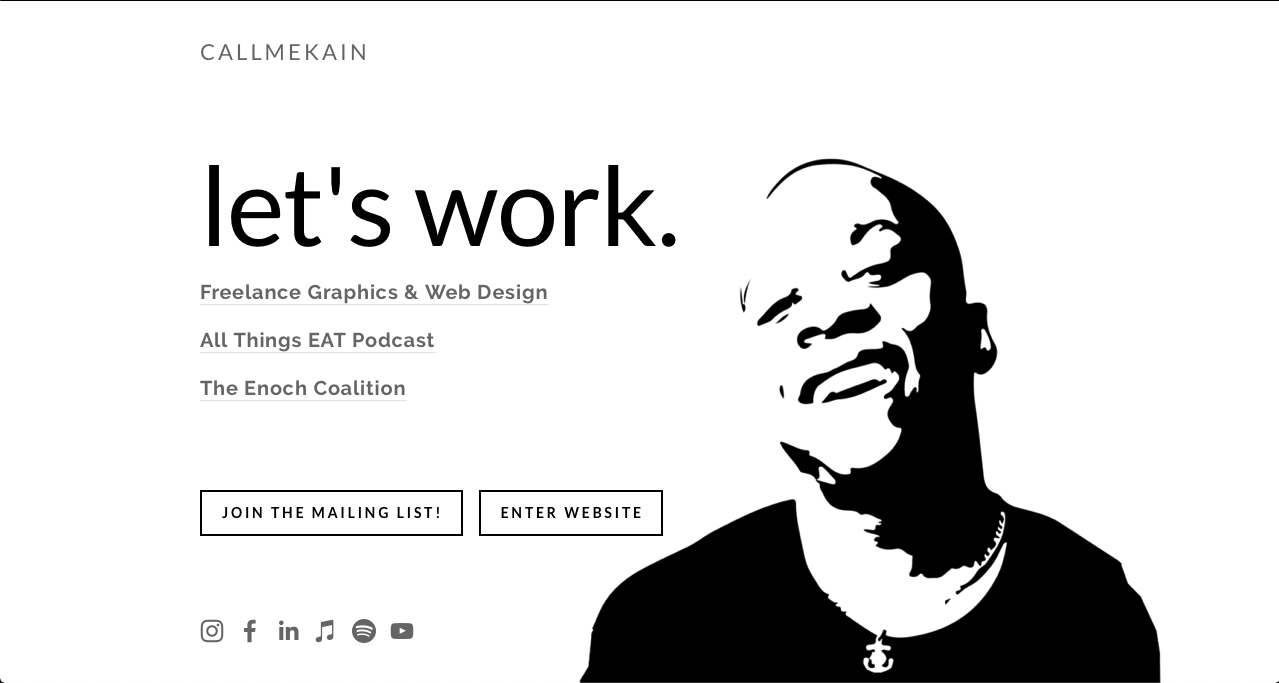 CALLMEKAIN
let's work.
Freelance Graphics & Web Design
All Things EAT Podcast
The Enoch Coalition
JOIN THE MAILING LIST!
ENTER WEBSITE